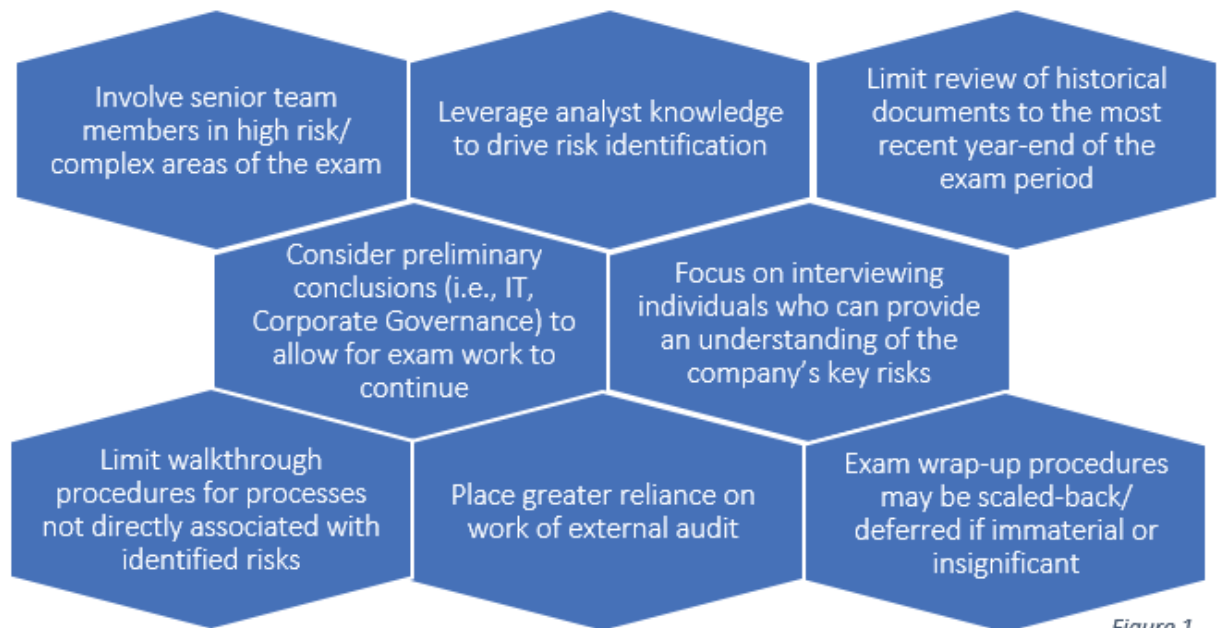 Involve senior team
members in high risk/
complex areas of the exam
Leverage analyst knowledge
to drive risk identification
Limit review of historical
documents to the most
recent year-end of the
exam period
Consider preliminary
conclusions (i.e., IT,
Corporate Governance) to
allow for exam work to
continue
Focus on interviewing
individuals who can provide
an understanding of the
company's key risks
Limit walkthrough
procedures for processes
not directly associated with
identified risks
Place greater reliance on
work of external audit
Exam wrap-up procedures
may be scaled-back/
deferred if immaterial or
insignificant
Figure 1